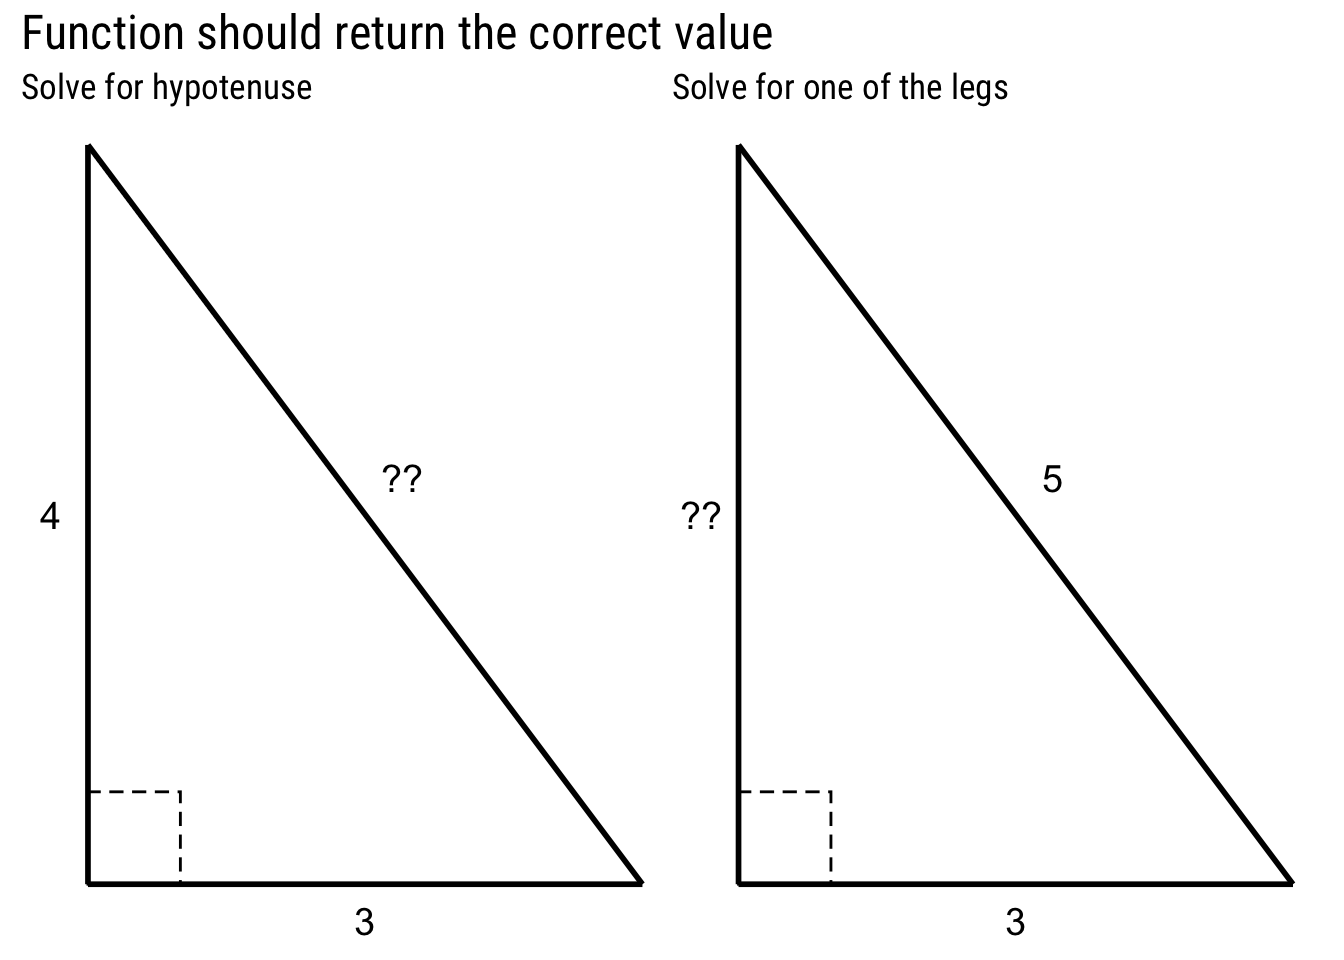 Function should return the correct value
Solve for hypotenuse
4
??
3
Solve for one of the legs
??
5
3